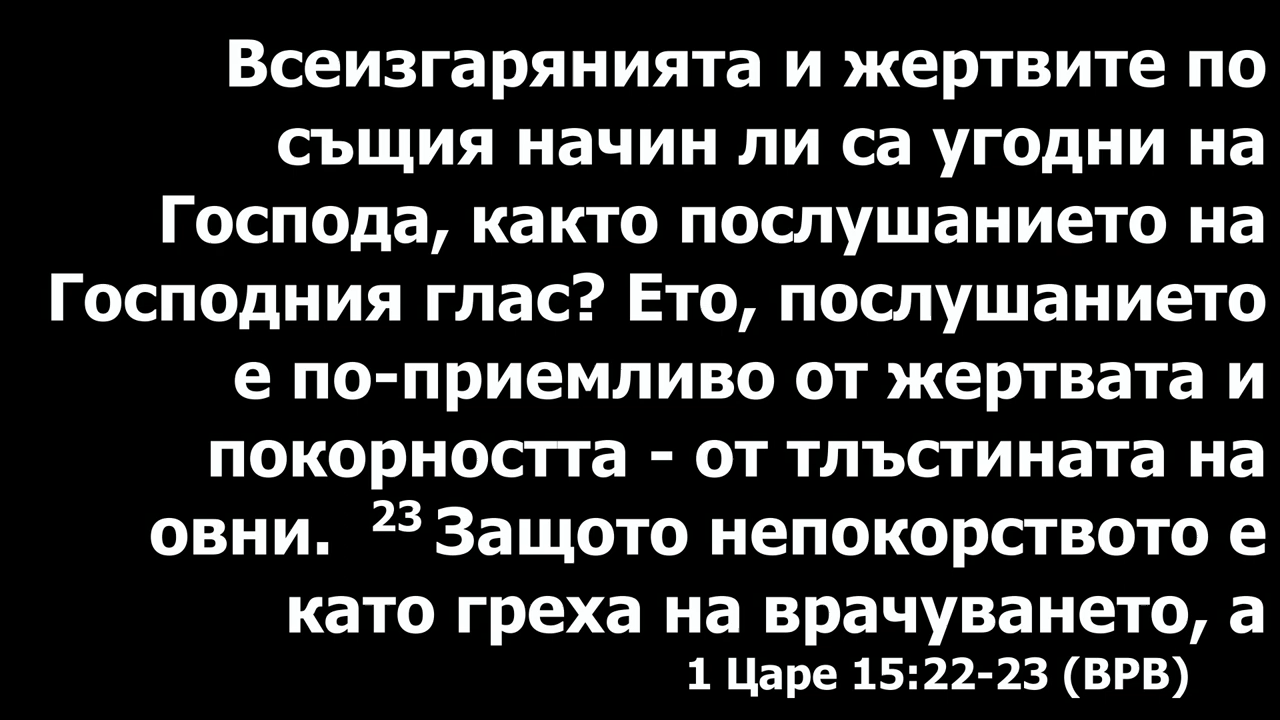 Всеизгарянията и жертвите по
същия начин ли са угодни на
Господа, както послушанието на
Господния глас? Ето, послушанието
е по-приемливо от жертвата и
покорността - от тлъстината на
овни. 23 Защото непокорството е
като греха на врачуването, а
1 Царе 15:22-23 (ВРВ)